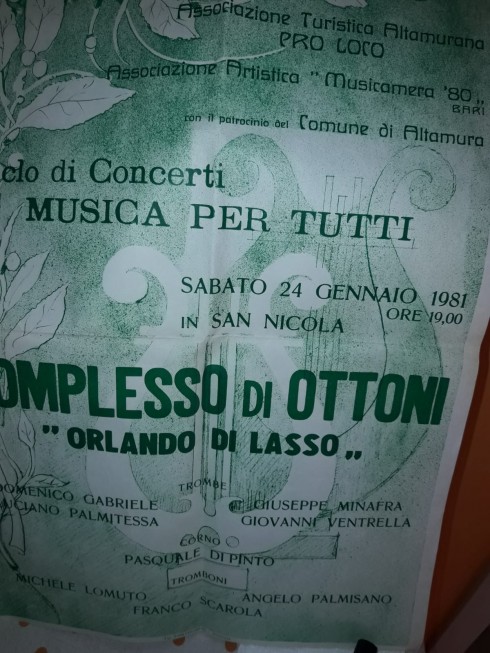 Associazione Turistica Altamurana
PRO LOCO
Associazione Artistica " Musicamera '80 „
BARI
con il patrocinio del Comune di Altamura
clo di Concerti
MUSICA PER TUTTI
SABATO 24 GENNAIO 1981
ORE 19,00
IN SAN NICOLA
OMPLESSO DI OTTONI
" ORLANDO DI LASSO „
TROMBE
OMENICO GABRIELE GIUSEPPE MINAFRA
UCIANO PALMITESSA GIOVANNI VENTRELLA
CORNO
PASQUALE DI PINTO
TROMBONI
MICHELE LOMUTO ANGELO PALMISANO
FRANCO SCAROLA